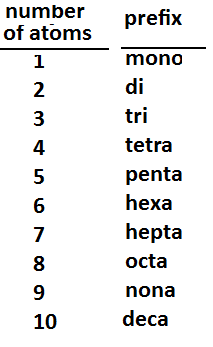 number prefix
of atoms
1 mono
2 di
3 tri
4 tetra
5 penta
6 hexa
7 hepta
8 octa
9 nona
10 deca